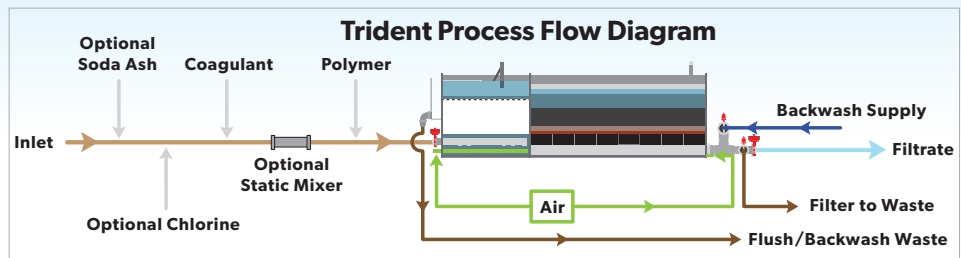 Trident Process Flow Diagram
Optional
Soda Ash
Coagulant
Polymer
Backwash Supply
Inlet
Filtrate
Optional
Static Mixer
Optional Chlorine
Air
Filter to Waste
Flush/Backwash Waste